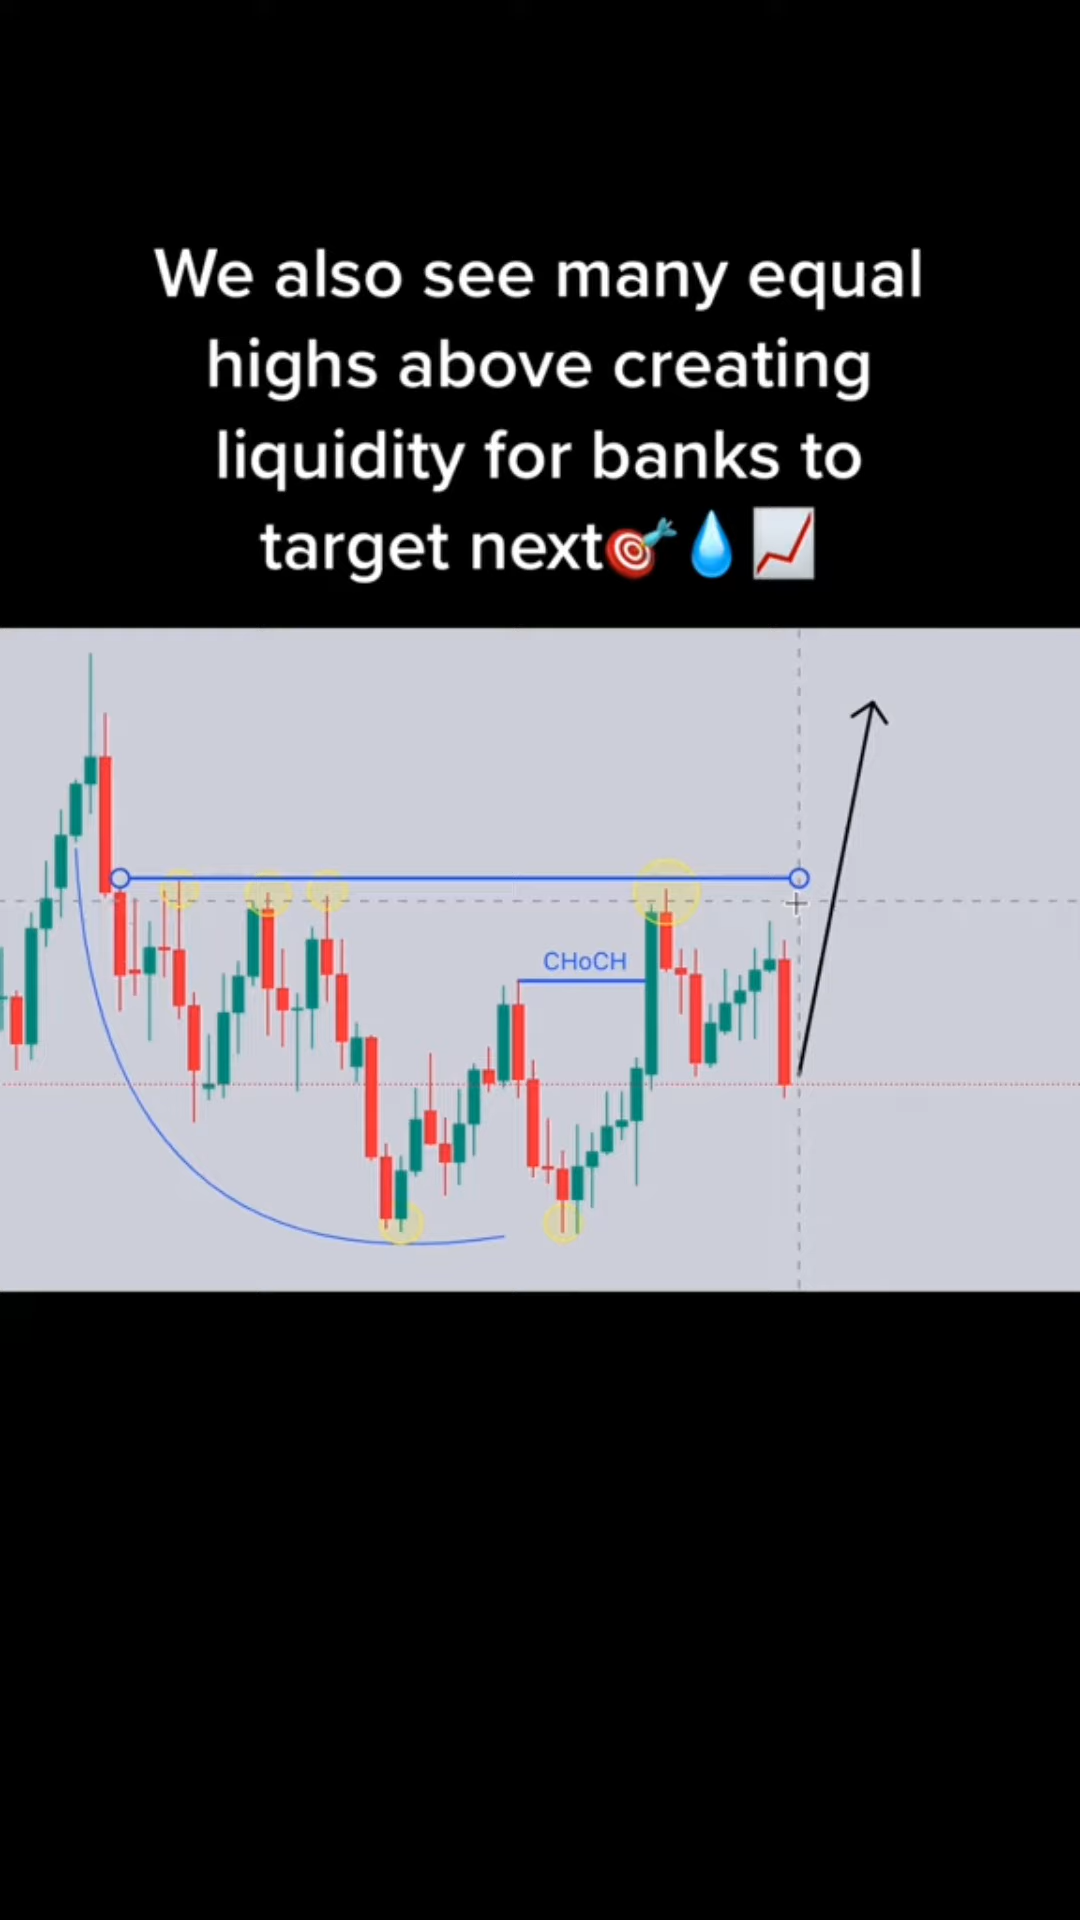 We also see many equal
highs above creating
liquidity for banks to
target next🎯💧📈
CHoCH